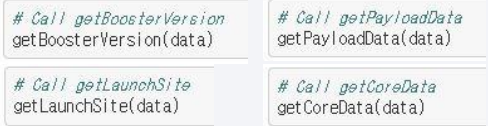 # Call getBoosterVersion
getBoosterVersion(data)
# Call getPayloadData
getPayloadData(data)
# Call getLaunchSite
getLaunchSite(data)
# Call getCoreData
getCoreData(data)